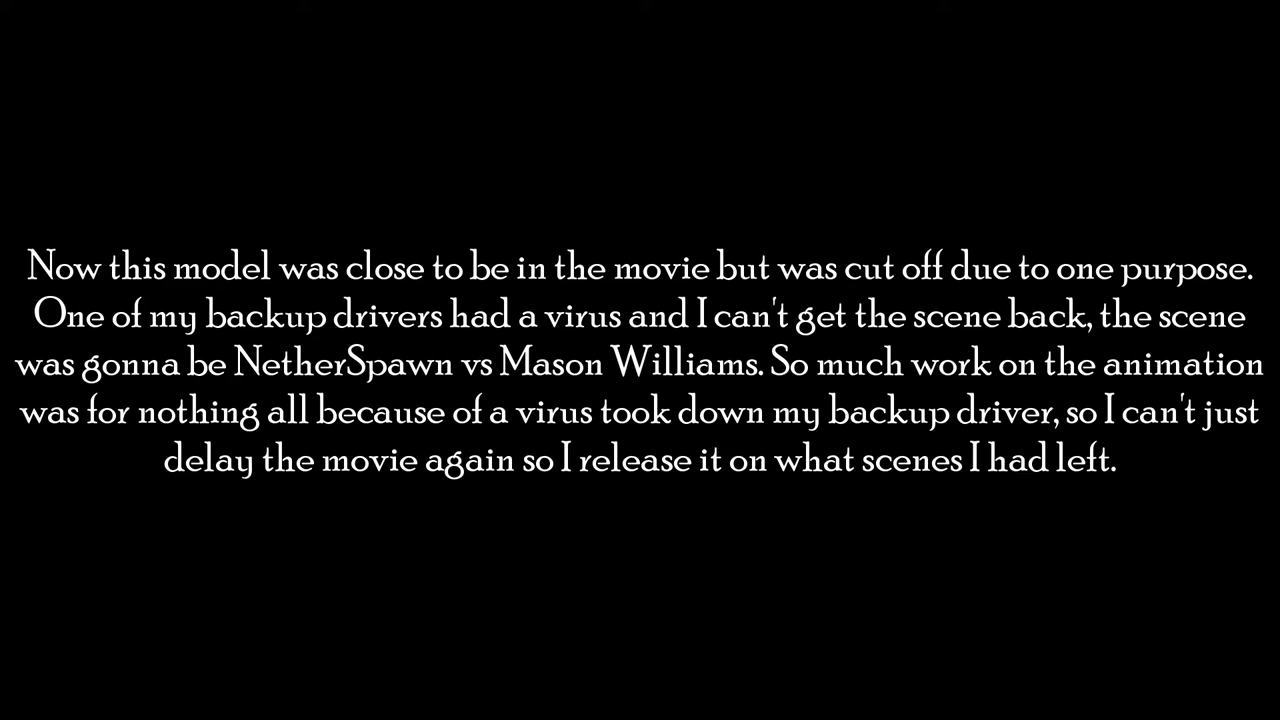 Now this model was close to be in the movie but was cut off due to one purpose.
One of my backup drivers had a virus and I can't get the scene back, the scene
was gonna be NetherSpawn vs Mason Williams. So much work on the animation
was for nothing all because of a virus took down my backup driver, so I can't just
delay the movie again so I release it on what scenes I had left.